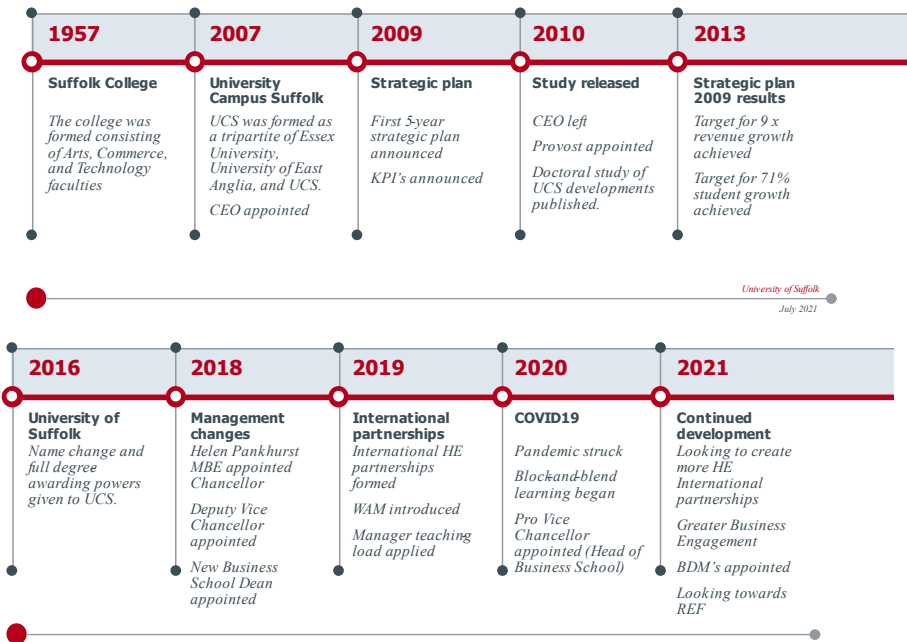 1957
Suffolk College
The college was
formed consisting
of Arts, Commerce,
and Technology
faculties
2007
University
Campus Suffolk
UCS was formed as
a tripartite of Essex
University,
University of East
Anglia, and UCS.
CEO appointed
2009
Strategic plan
First 5-year
strategic plan
announced
KPI's announced
2010
Study released
CEO left
Provost appointed
Doctoral study of
UCS developments
published.
2013
Strategic plan
2009 results
Target for 9 x
revenue growth
achieved
Target for 71%
student growth
achieved
University of Suffolk
July 2021
2016
University of
Suffolk
Name change and
full degree
awarding powers
given to UCS.
2018
Management
changes
Helen Pankhurst
MBE appointed
Chancellor
Deputy Vice
Chancellor
appointed
New Business
School Dean
appointed
2019
International
partnerships
International HE
partnerships
formed
WAM introduced
Manager teaching
load applied
2020
COVID19
Pandemic struck
Block-and-blend
learning began
Pro Vice
Chancellor
appointed (Head of
Business School)
2021
Continued
development
Looking to create
more HE
International
partnerships
Greater Business
Engagement
BDM's appointed
Looking towards
REF